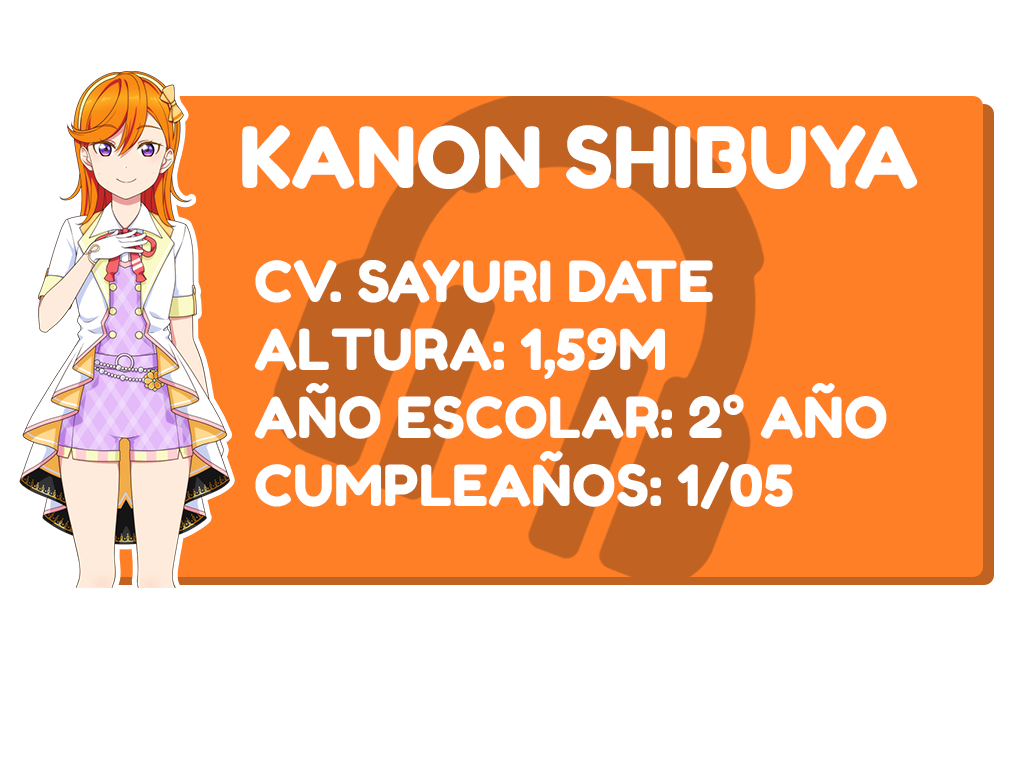 KANON SHIBUYA
CV. SAYURI DATE
ALTURA: 1,59M
AÑO ESCOLAR: 2° AÑO
CUMPLEAÑOS: 1/05